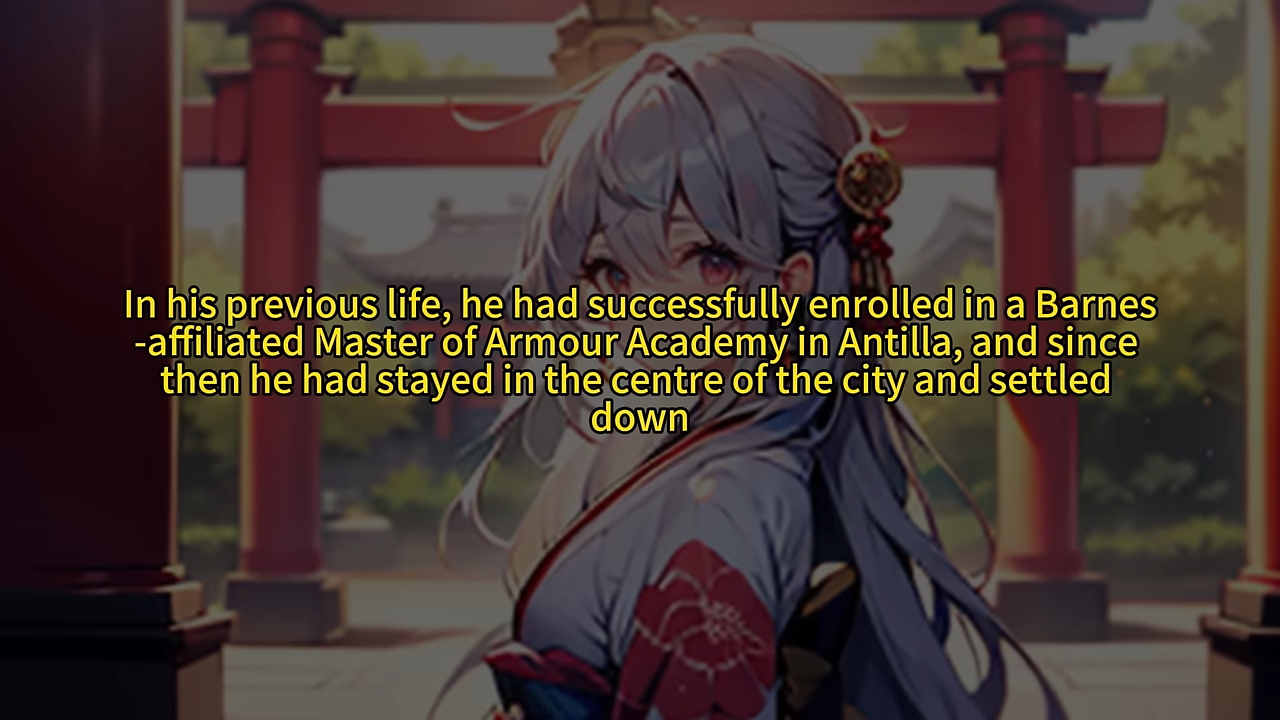 In his previous life, he had successfully enrolled in a Barnes
-affiliated Master of Armour Academy in Antilla, and since
then he had stayed in the centre of the city and settled
down